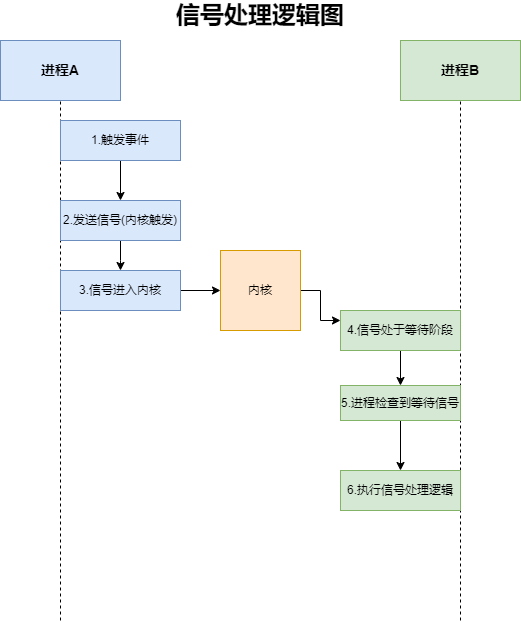 信号处理逻辑图
进程A
进程B
1.触发事件
2.发送信号(内核触发)
3.信号进入内核
内核
4.信号处于等待阶段
5.进程检查到等待信号
6.执行信号处理逻辑